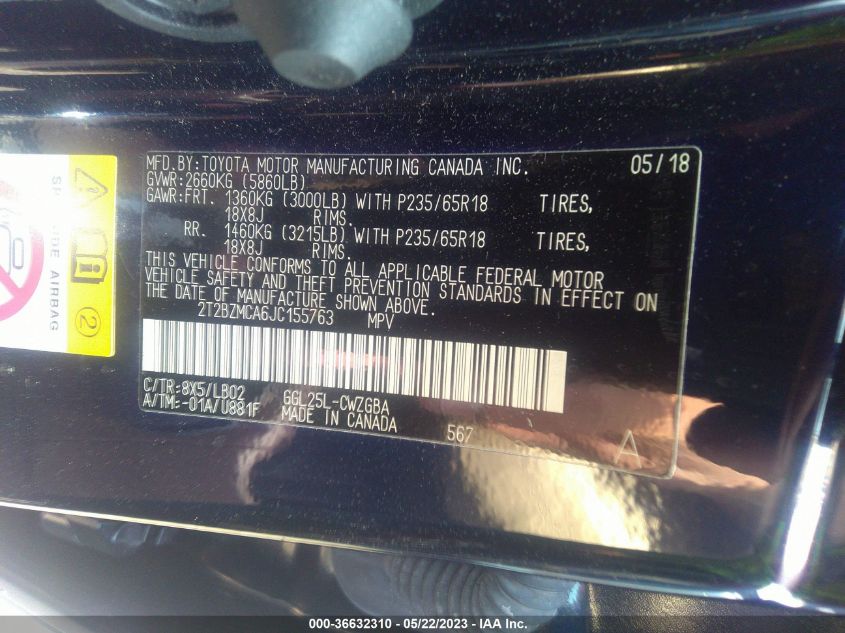 MFD.BY:TOYOTA MOTOR MANUFACTURING CANADA INC. 05/18
GVWR:2660KG (5860LB)
GAWR:FRT. 1360KG (3000LB) WITH P235/65R18 TIRES,
18X8J RIMS.
RR. 1460KG (3215LB) WITH P235/65R18 TIRES,
18X8J RIMS.
THIS VEHICLE CONFORMS TO ALL APPLICABLE FEDERAL MOTOR
VEHICLE SAFETY AND THEFT PREVENTION STANDARDS IN EFFECT ON
THE DATE OF MANUFACTURE SHOWN ABOVE.
2T2BZMCA6JC155763 MPV
C/TR:8X5/LB02 GGL25L-CWZGBA
A/TM:-01A/U881F MADE IN CANADA
567 A
AIRBAG
2
000-36632310 - 05/22/2023 - IAA Inc.